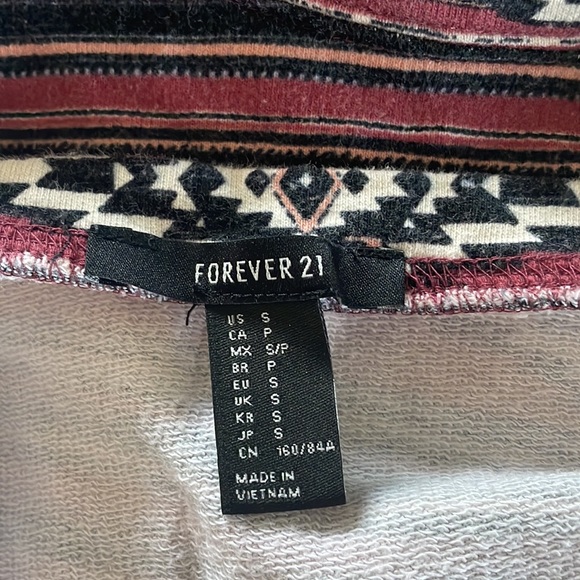 FOREVER 21
US S
CA P
MX S/P
BR P
EU S
UK S
KR S
JP S
CN 160/84A
MADE IN
VIETNAM